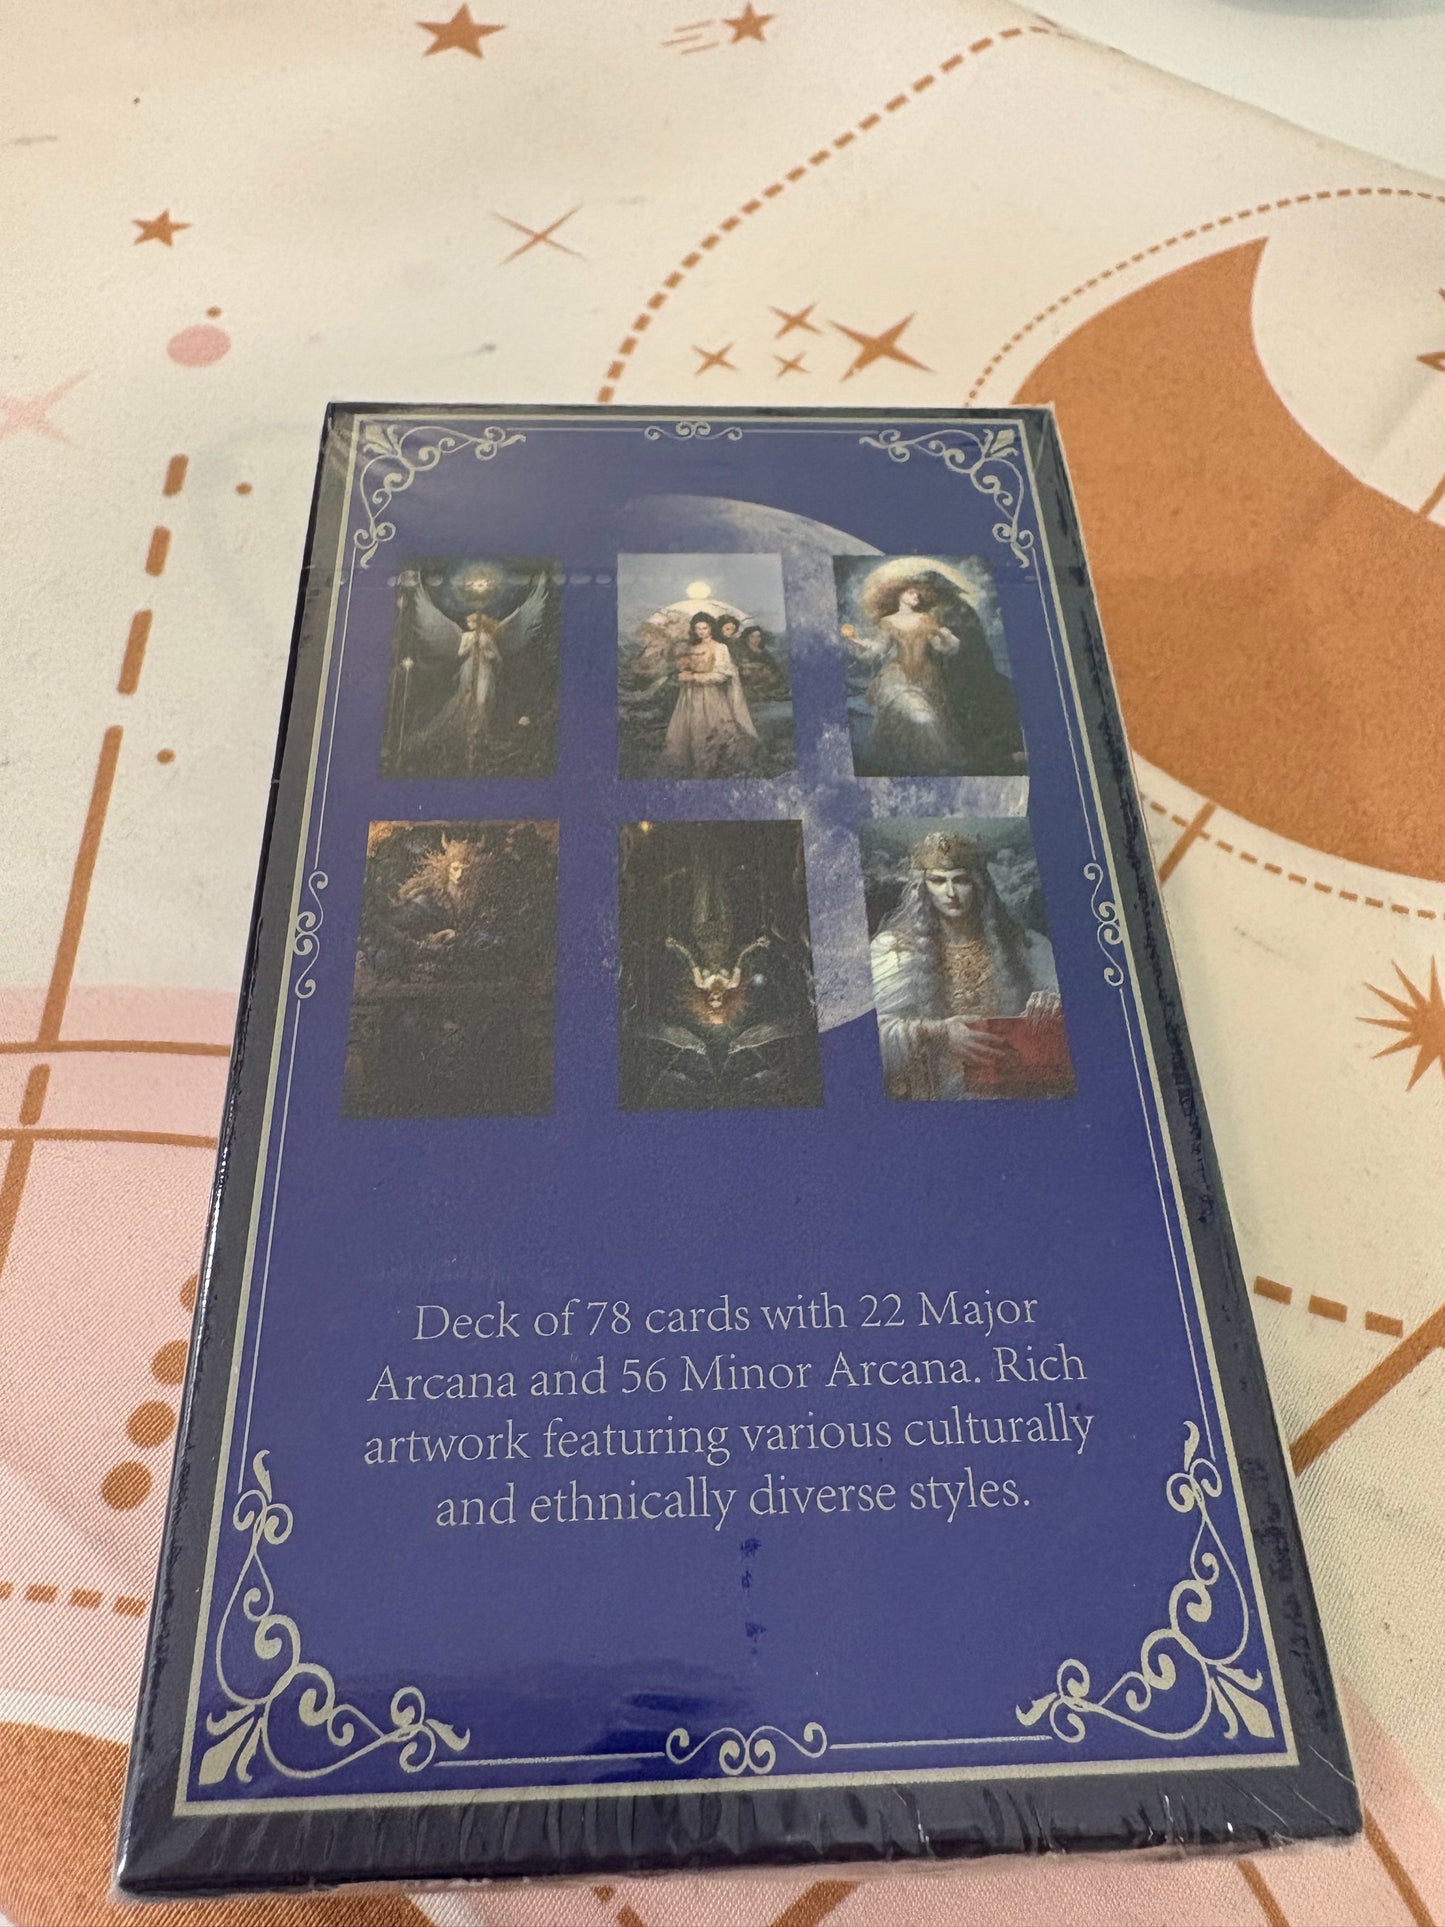 Deck of 78 cards with 22 Major
Arcana and 56 Minor Arcana. Rich
artwork featuring various culturally
and ethnically diverse styles.